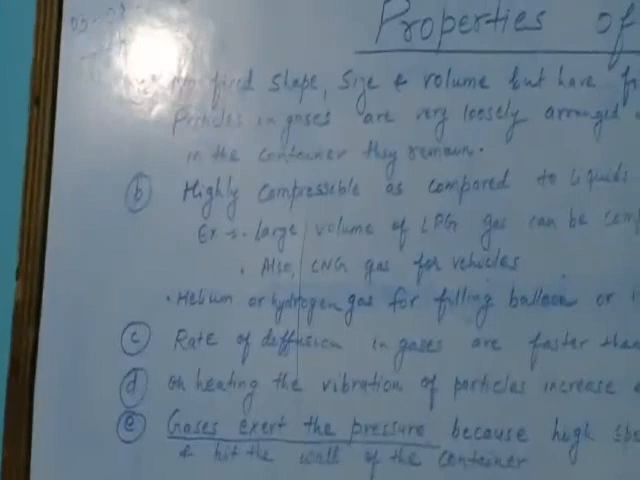 Properties of
no fixed shape, size & volume but have
Prticles in gases are very loosely arranged
in the container they remain.
(b) Highly compressible as compared to liquids
Ex → . Large volume of LPG gas can be
. Also, CNG gas for vehicles
. Helium or hydrogen gas for filling balloon or
(c) Rate of diffusion in gases are faster than
(d) On heating the vibration of particles increase
(e) Gases exert the pressure because high
& hit the wall of the container